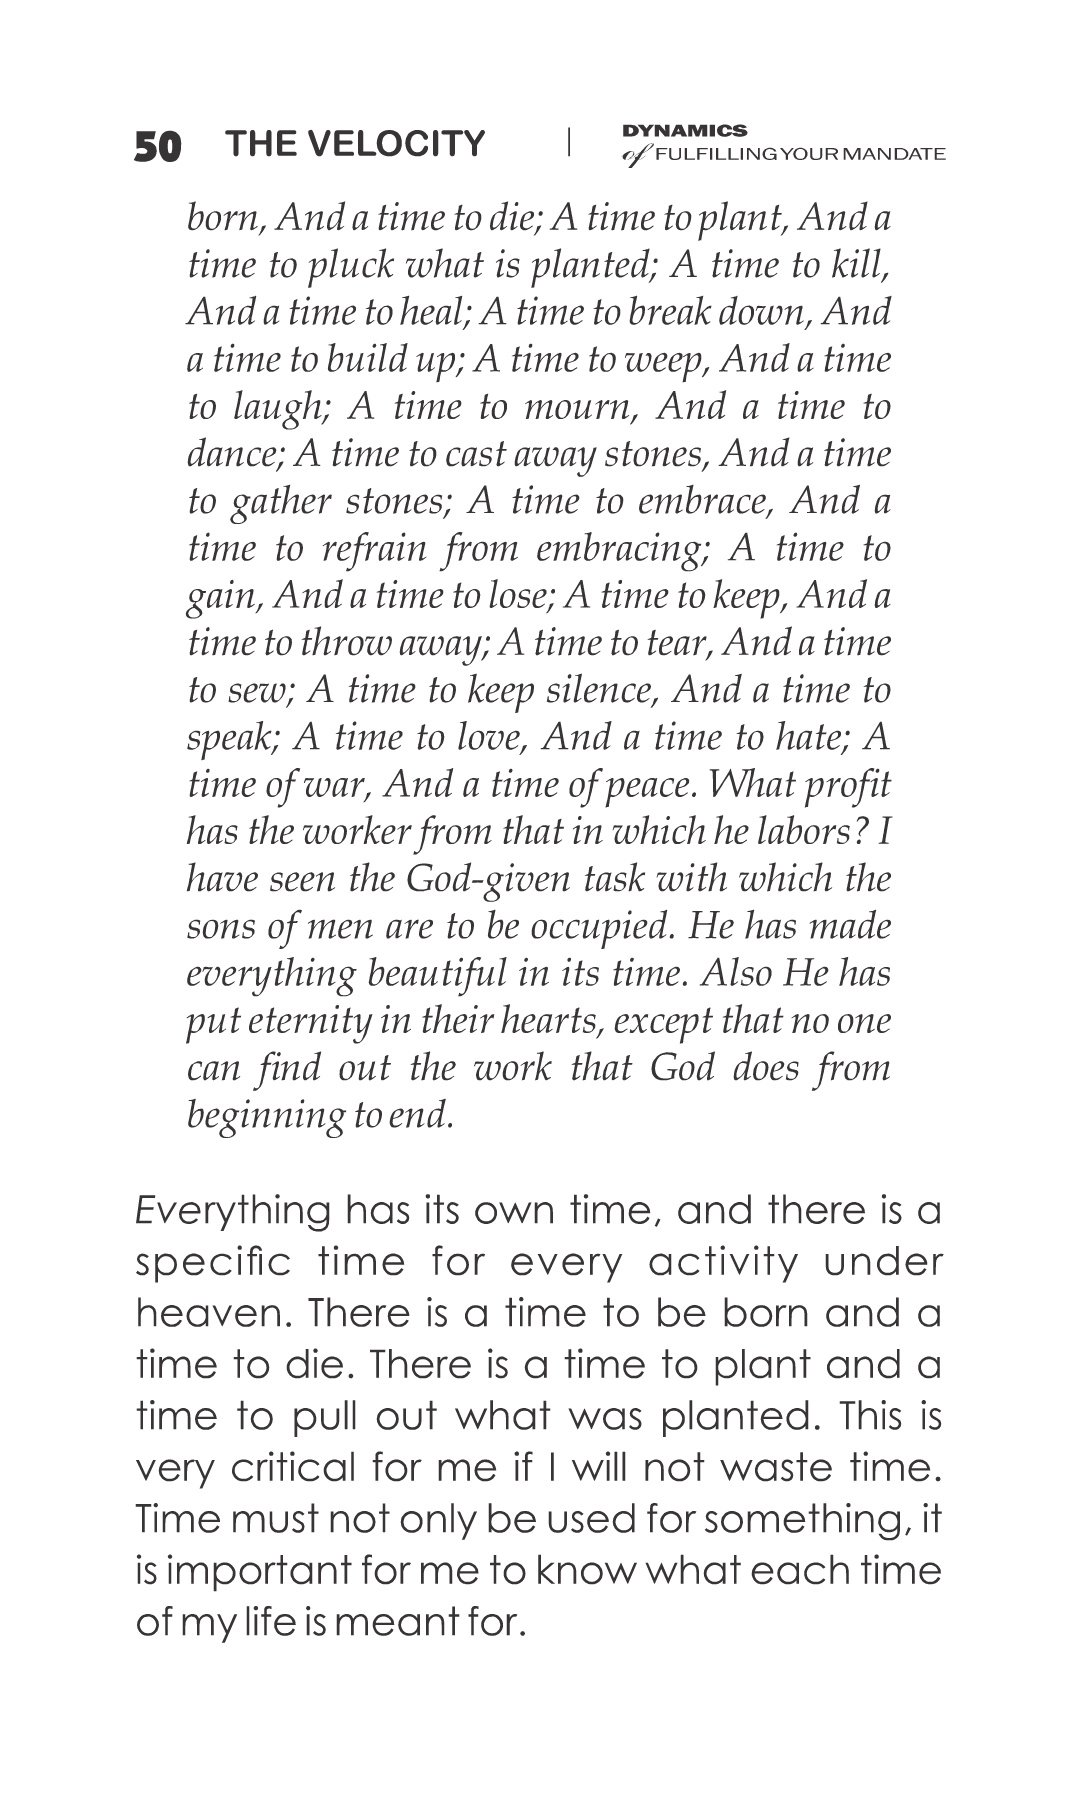 50 THE VELOCITY | DYNAMICS
of FULFILLING YOUR MANDATE
born, And a time to die; A time to plant, And a
time to pluck what is planted; A time to kill,
And a time to heal; A time to break down, And
a time to build up; A time to weep, And a time
to laugh; A time to mourn, And a time to
dance; A time to cast away stones, And a time
to gather stones; A time to embrace, And a
time to refrain from embracing; A time to
gain, And a time to lose; A time to keep, And a
time to throw away; A time to tear, And a time
to sew; A time to keep silence, And a time to
speak; A time to love, And a time to hate; A
time of war, And a time of peace. What profit
has the worker from that in which he labors? I
have seen the God-given task with which the
sons of men are to be occupied. He has made
everything beautiful in its time. Also He has
put eternity in their hearts, except that no one
can find out the work that God does from
beginning to end.
Everything has its own time, and there is a
specific time for every activity under
heaven. There is a time to be born and a
time to die. There is a time to plant and a
time to pull out what was planted. This is
very critical for me if I will not waste time.
Time must not only be used for something, it
is important for me to know what each time
of my life is meant for.